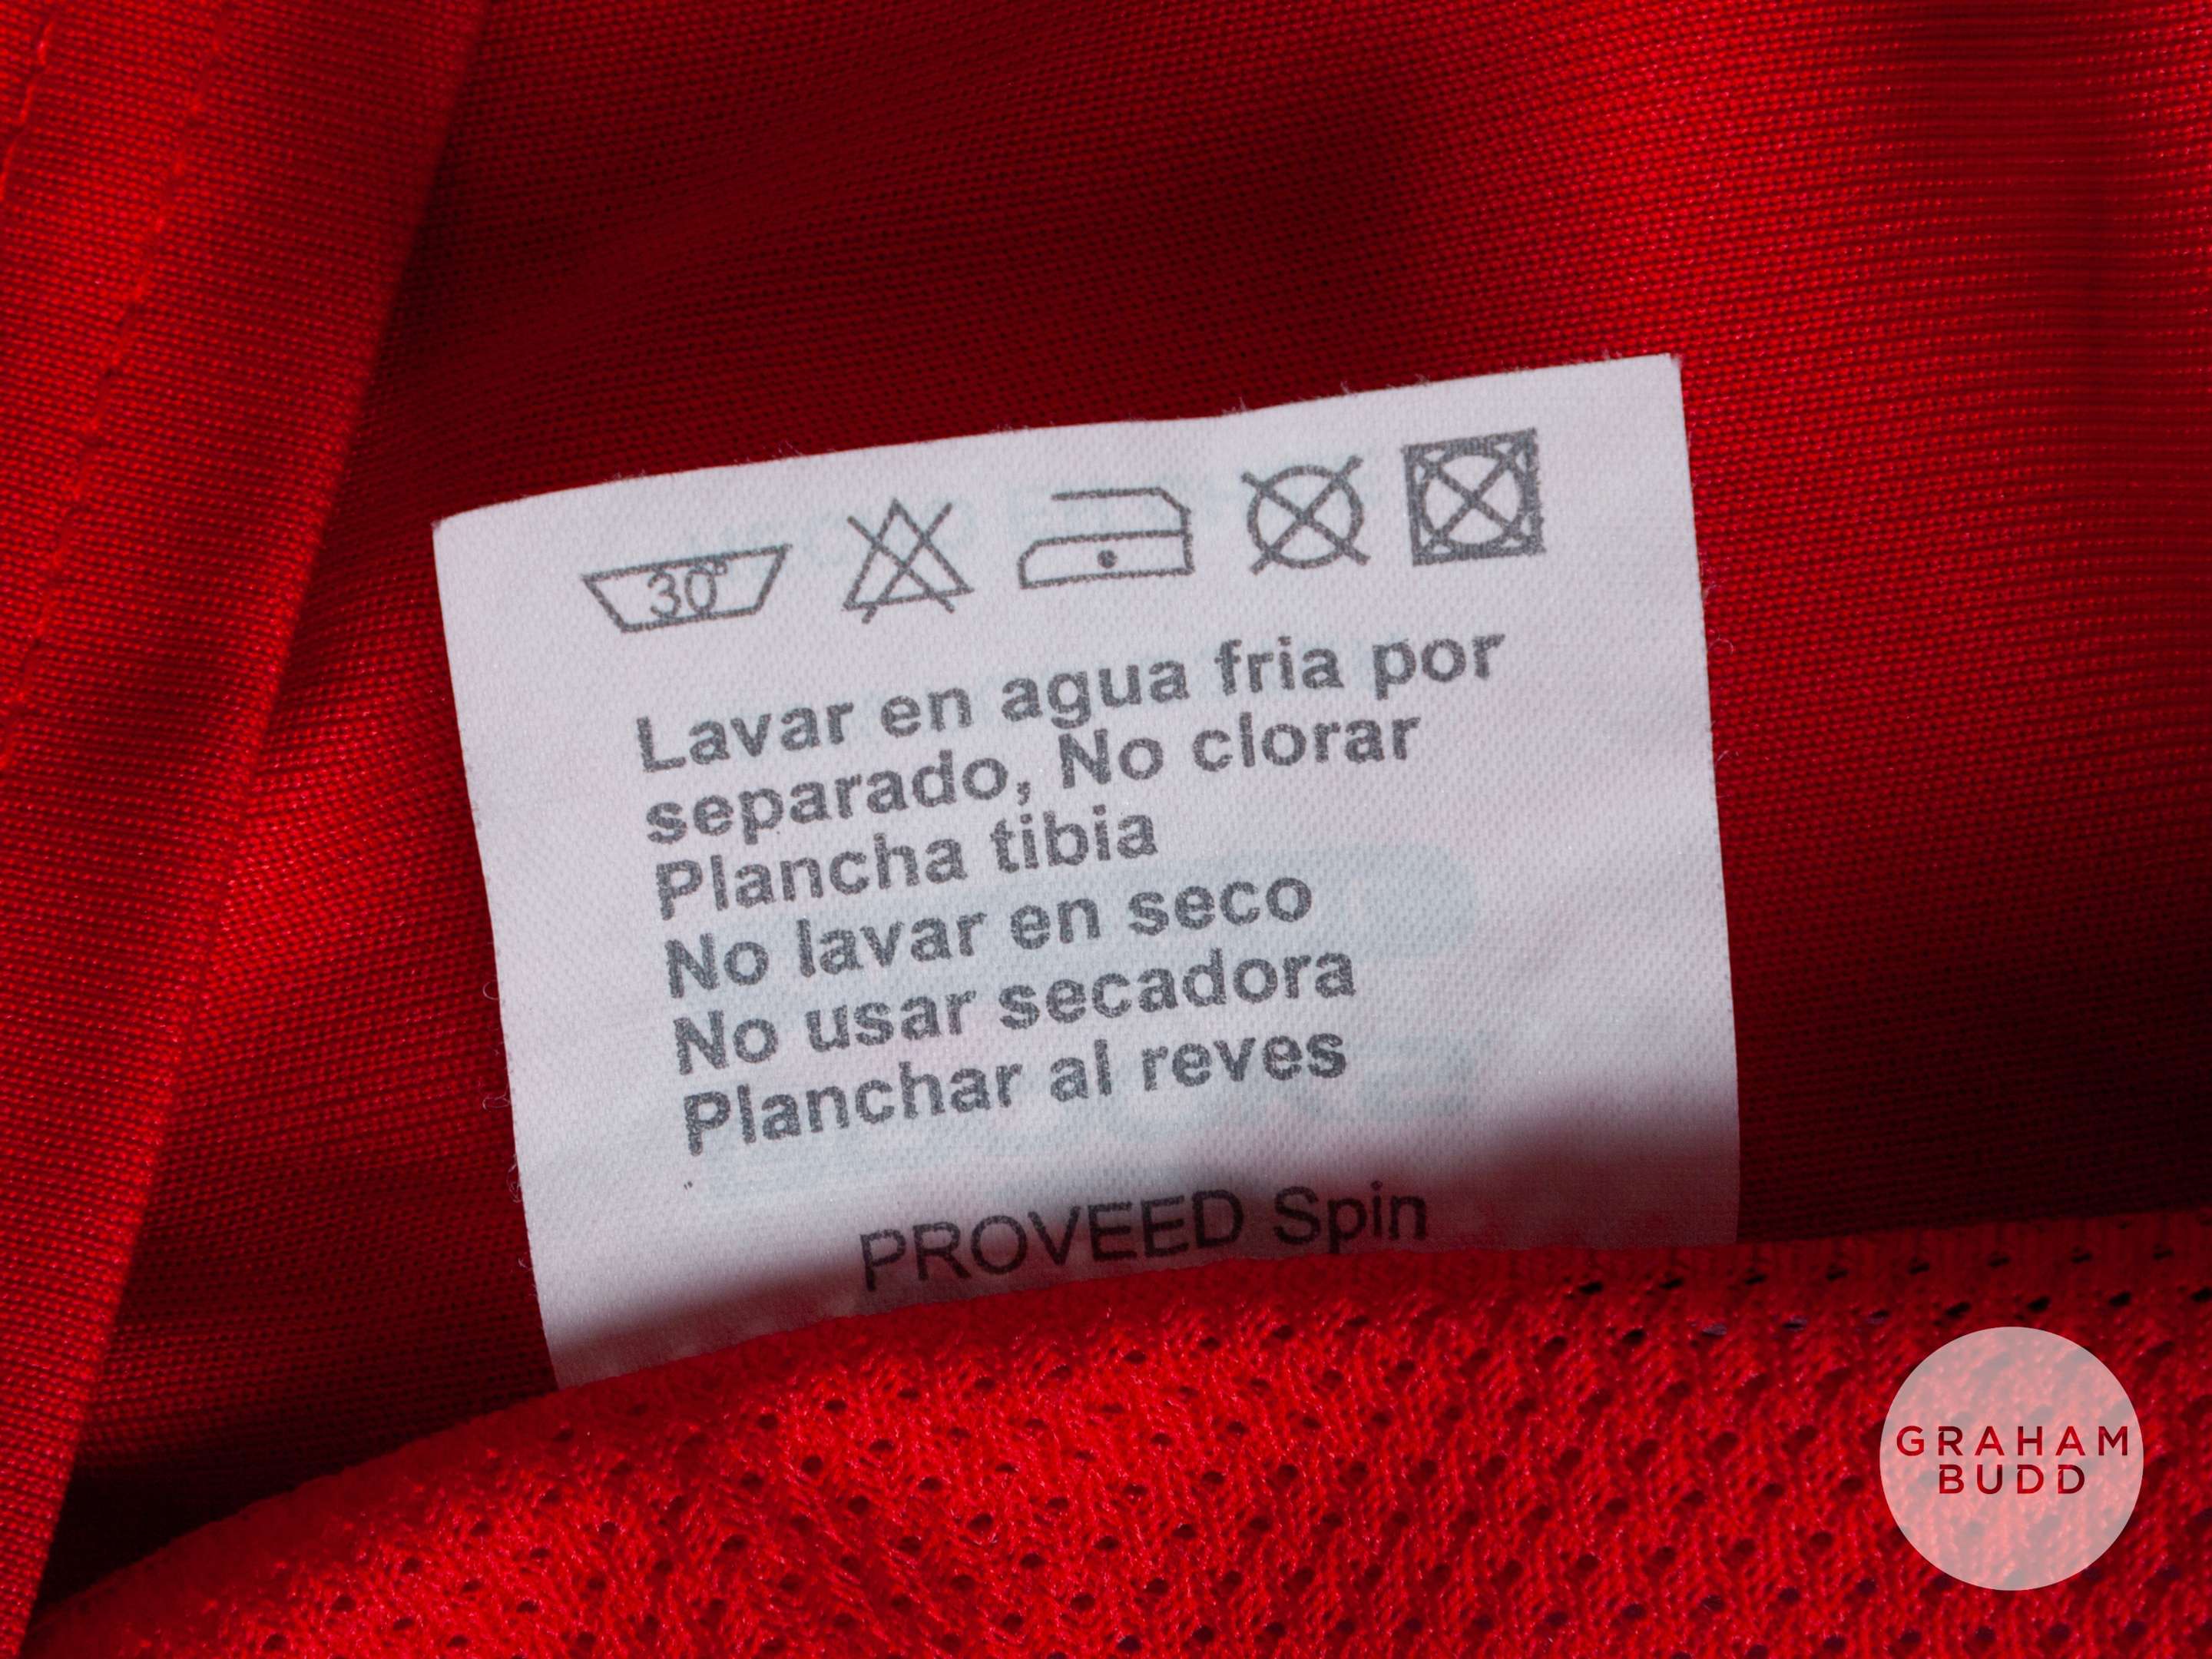 30°
Lavar en agua fria por
separado, No clorar
Plancha tibia
No lavar en seco
No usar secadora
Planchar al reves
PROVEED Spin
GRAHAM
BUDD